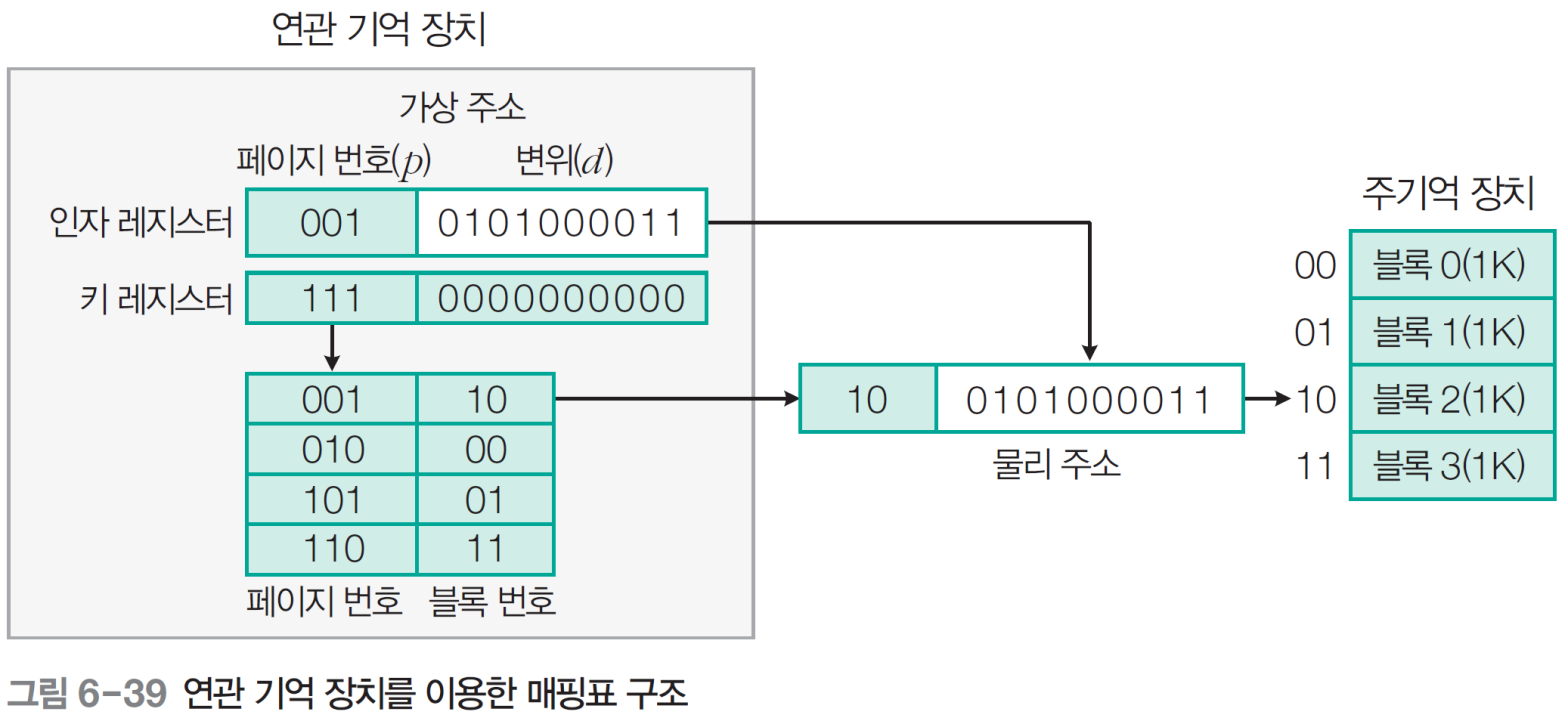 연관 기억 장치
가상 주소
페이지 번호(p) 변위(d)
인자 레지스터 001 0101000011
키 레지스터 111 0000000000
001 10
010 00
101 01
110 11
페이지 번호 블록 번호
10 0101000011
물리 주소
주기억 장치
00 블록 0(1K)
01 블록 1(1K)
10 블록 2(1K)
11 블록 3(1K)
그림 6-39 연관 기억 장치를 이용한 매핑표 구조